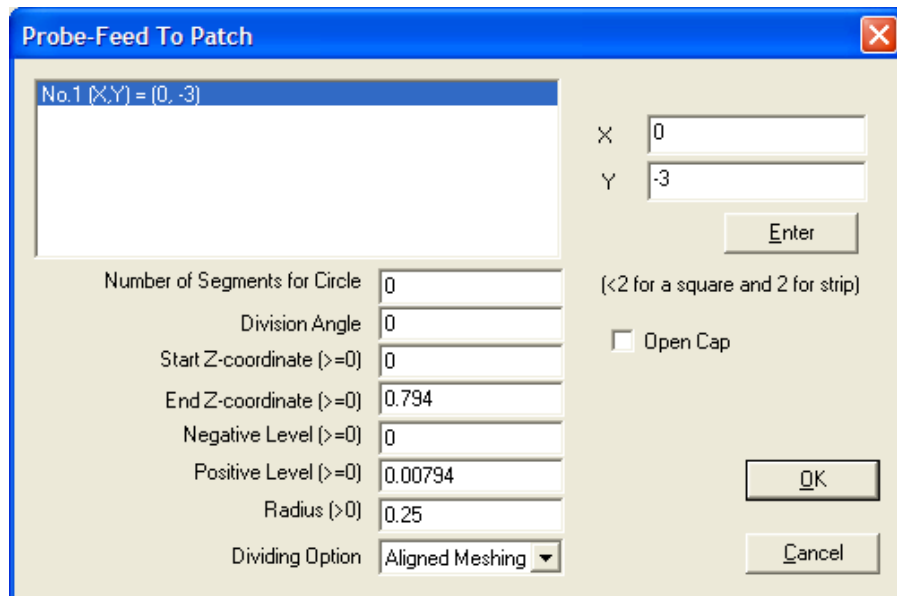 Probe-Feed To Patch
No.1 (X,Y) = (0, -3)
X 0
Y -3
Enter
Number of Segments for Circle 0 (<2 for a square and 2 for strip)
Division Angle 0
Open Cap
Start Z-coordinate (>=0) 0
End Z-coordinate (>=0) 0.794
Negative Level (>=0) 0
Positive Level (>=0) 0.00794
OK
Radius (>0) 0.25
Dividing Option Aligned Meshing
Cancel